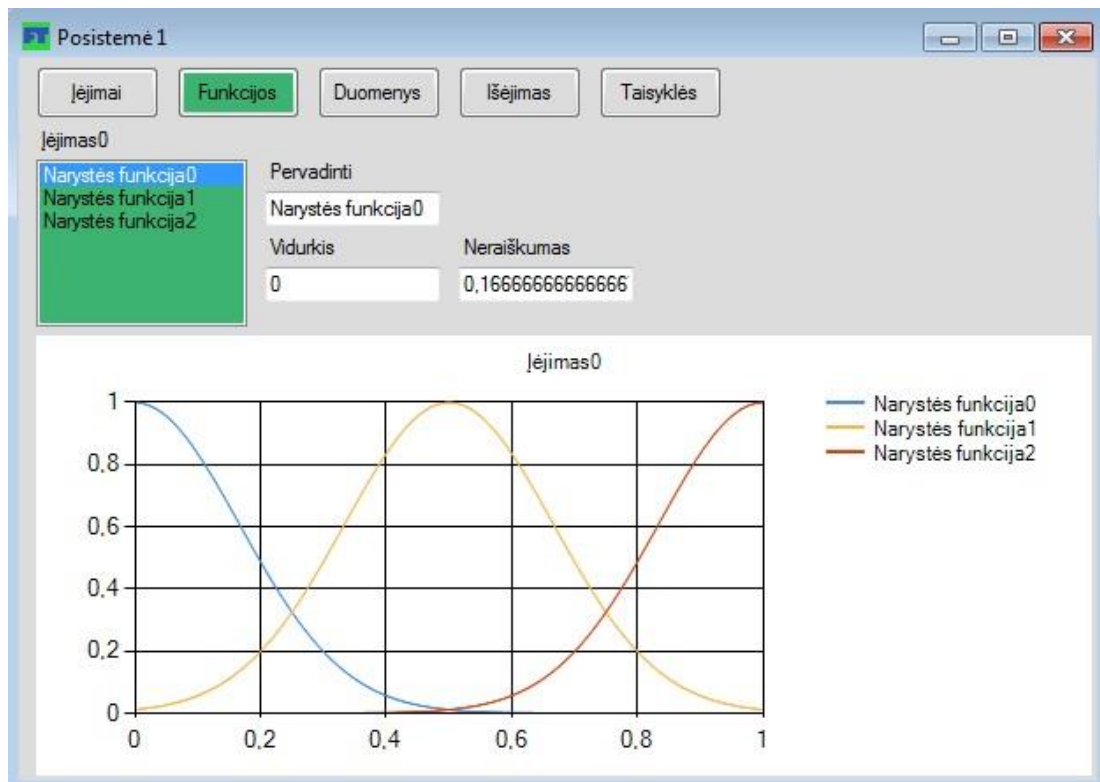 FT Posistemė 1
Įėjimai Funkcijos Duomenys Išėjimas Taisyklės
Įėjimas0
Narystės funkcija0
Narystės funkcija1
Narystės funkcija2
Pervadinti
Narystės funkcija0
Vidurkis Neraiškumas
0 0,16666666666666
Įėjimas0
1
0,8
0,6
0,4
0,2
0
0 0,2 0,4 0,6 0,8 1
Narystės funkcija0
Narystės funkcija1
Narystės funkcija2